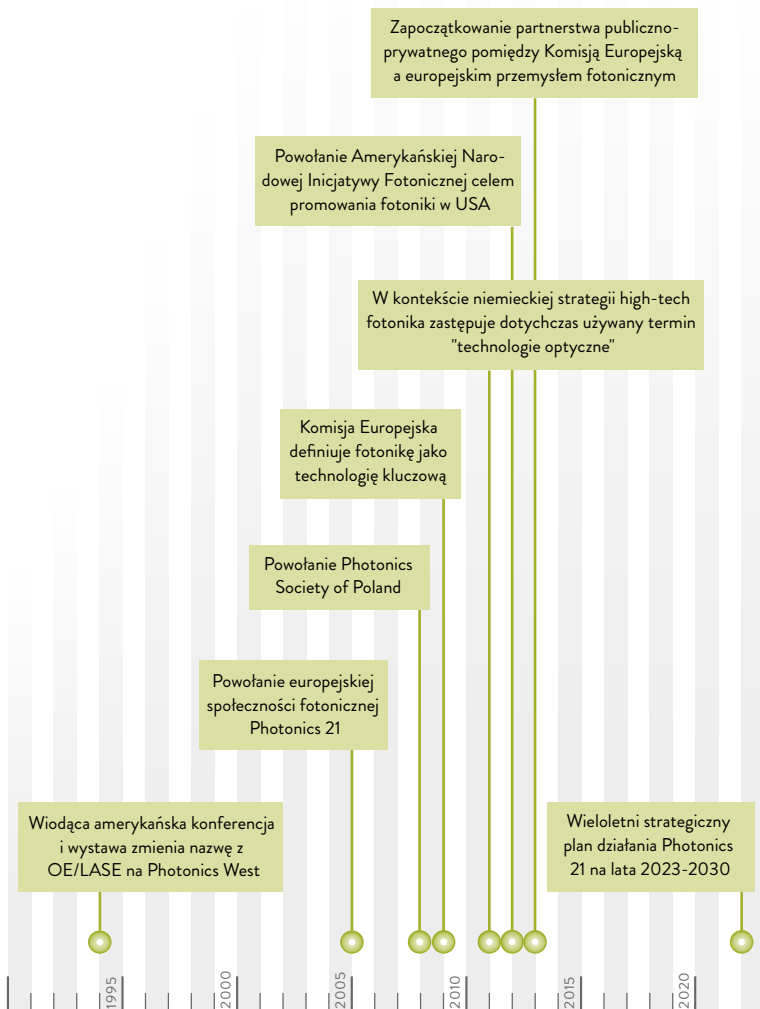 Zapoczątkowanie partnerstwa publiczno-
prywatnego pomiędzy Komisją Europejską
a europejskim przemysłem fotonicznym
Powołanie Amerykańskiej Naro-
dowej Inicjatywy Fotonicznej celem
promowania fotoniki w USA
W kontekście niemieckiej strategii high-tech
fotonika zastępuje dotychczas używany termin
"technologie optyczne"
Komisja Europejska
definiuje fotonikę jako
technologię kluczową
Powołanie Photonics
Society of Poland
Powołanie europejskiej
społeczności fotonicznej
Photonics 21
Wiodąca amerykańska konferencja
i wystawa zmienia nazwę z
OE/LASE na Photonics West
Wieloletni strategiczny
plan działania Photonics
21 na lata 2023-2030
1995
2000
2005
2010
2015
2020